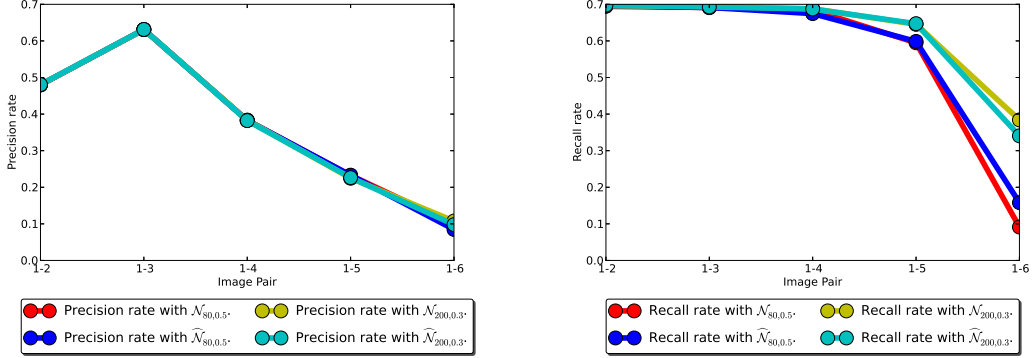 0.7
0.6
0.5
0.4
0.3
0.2
0.1
0.0
Precision rate
1-2 1-3 1-4 1-5 1-6
Image Pair
Precision rate with 𝒩80,0.5. Precision rate with 𝒩200,0.3.
Precision rate with 𝒩̂80,0.5. Precision rate with 𝒩̂200,0.3.
0.7
0.6
0.5
0.4
0.3
0.2
0.1
0.0
Recall rate
1-2 1-3 1-4 1-5 1-6
Image Pair
Recall rate with 𝒩80,0.5. Recall rate with 𝒩200,0.3.
Recall rate with 𝒩̂80,0.5. Recall rate with 𝒩̂200,0.3.